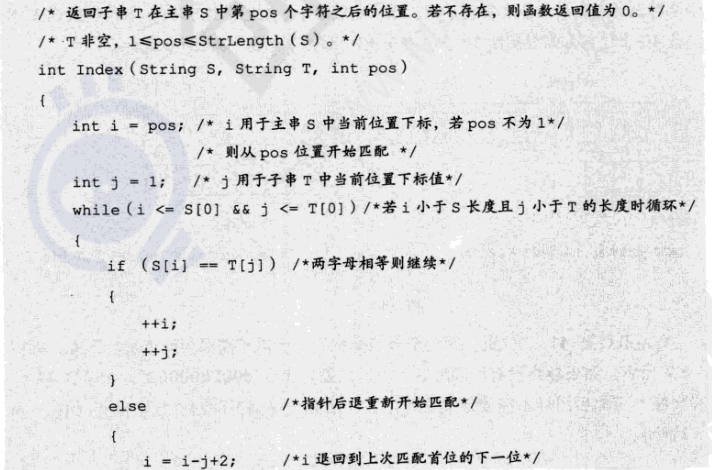 /* 返回子串 T 在主串 S 中第 pos 个字符之后的位置。若不存在，则函数返回值为 0。*/
/* T 非空，1≤pos≤StrLength（S）。*/
int Index（String S, String T, int pos）
{
int i = pos; /* i 用于主串 S 中当前位置下标，若 pos 不为 1*/
/* 则从 pos 位置开始匹配 */
int j = 1; /* j 用于子串 T 中当前位置下标值*/
while(i <= S[0] && j <= T[0])/*若 i 小于 S 长度且 j 小于 T 的长度时循环*/
{
if (S[i] == T[j]) /*两字母相等则继续*/
{
++i;
++j;
}
else /*指针后退重新开始匹配*/
{
i = i-j+2; /*i 退回到上次匹配首位的下一位*/